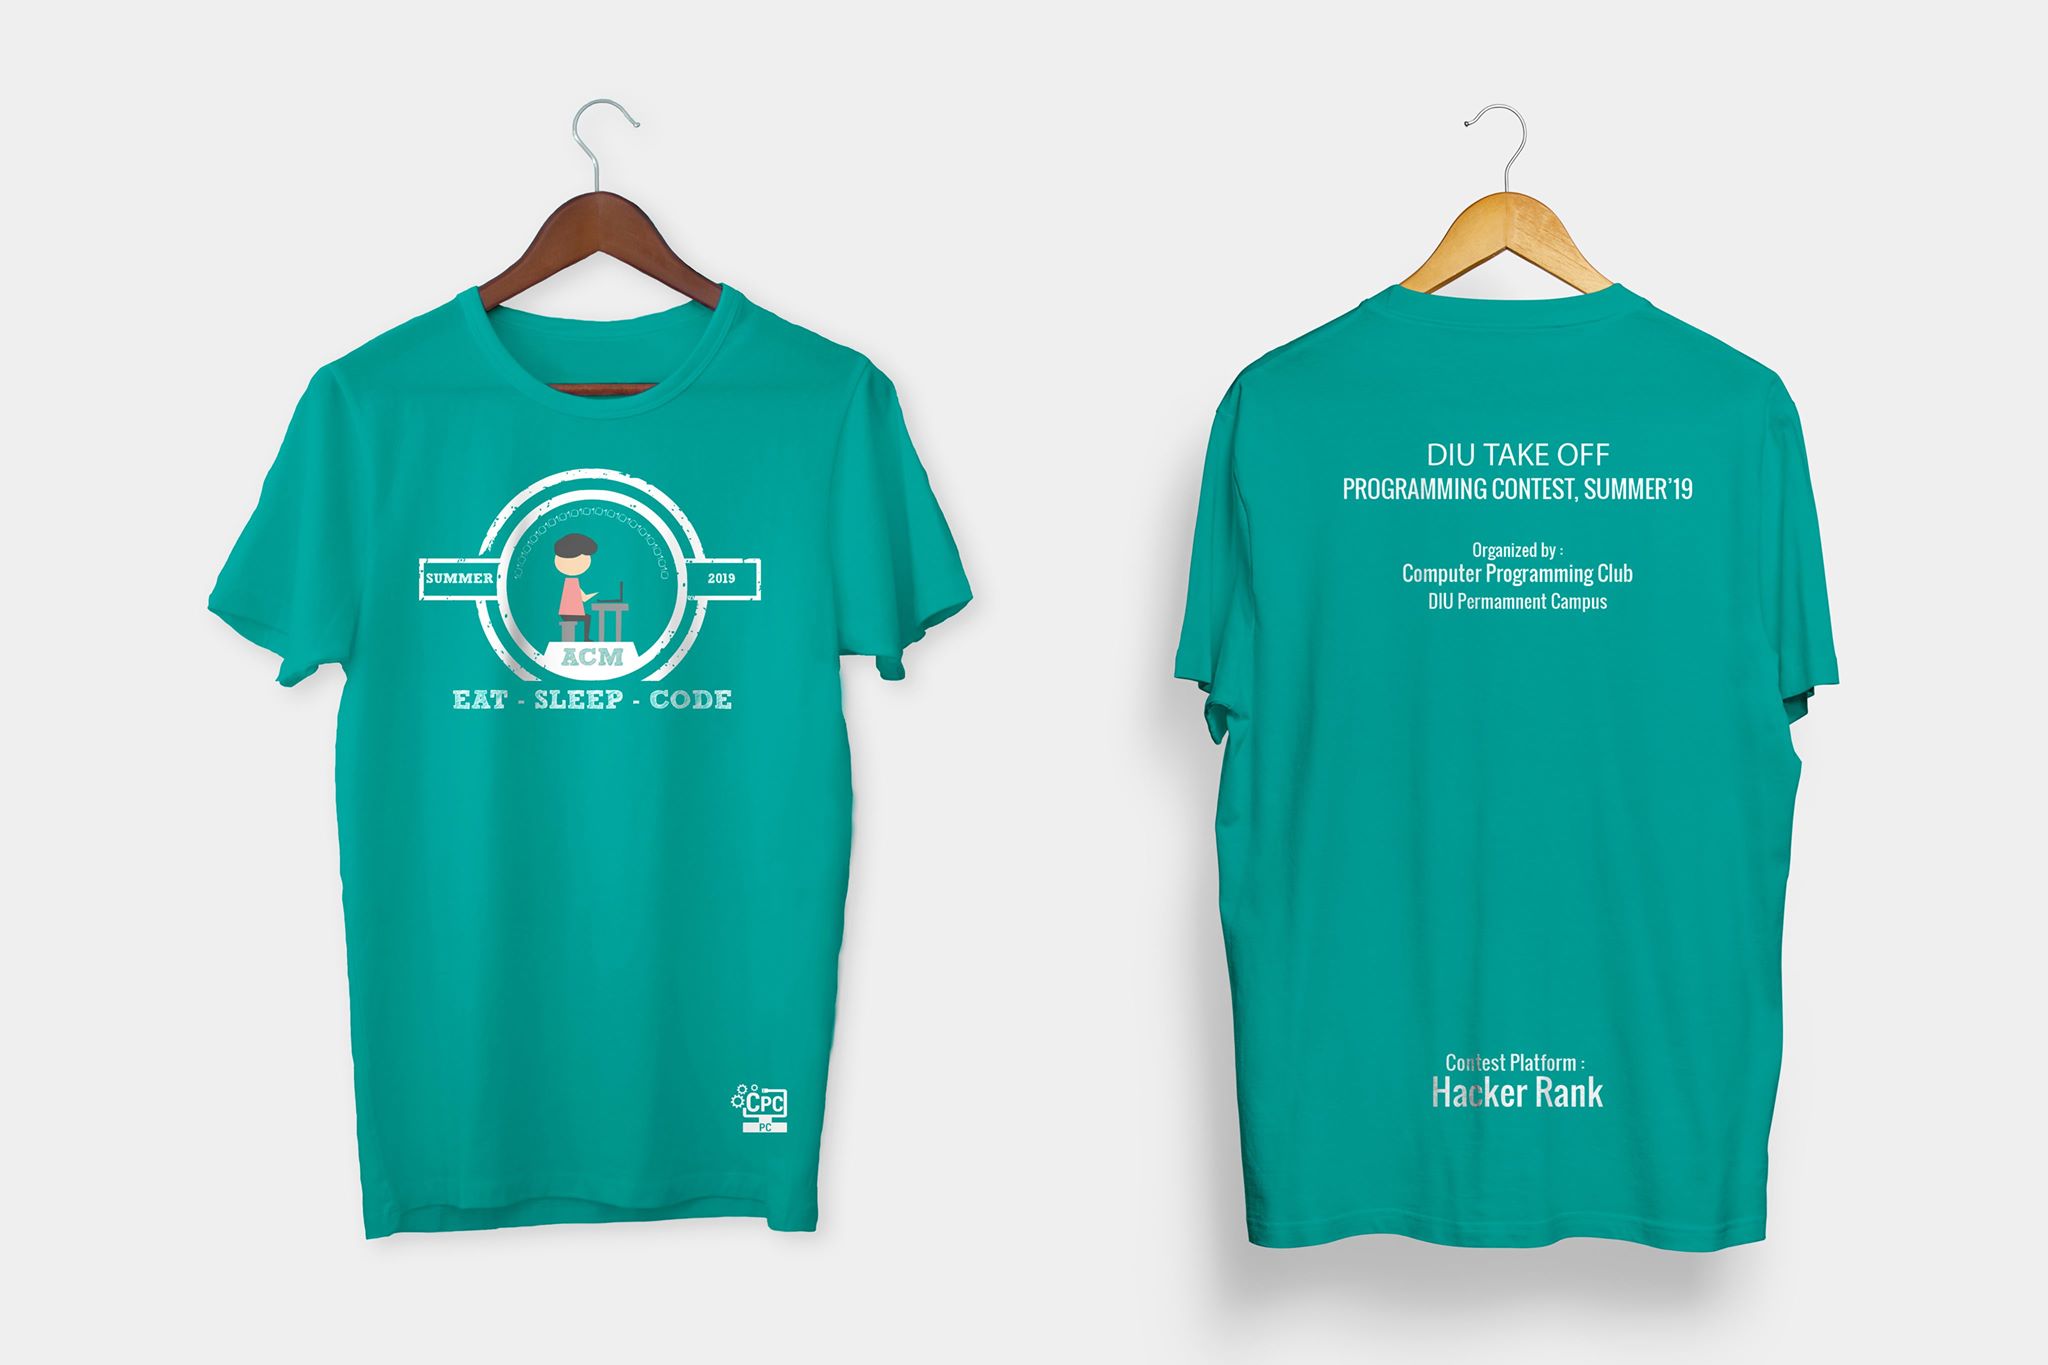 SUMMER
2019
ACM
EAT - SLEEP - CODE
CPC
PC
DIU TAKE OFF
PROGRAMMING CONTEST, SUMMER'19
Organized by :
Computer Programming Club
DIU Permamnent Campus
Contest Platform :
Hacker Rank